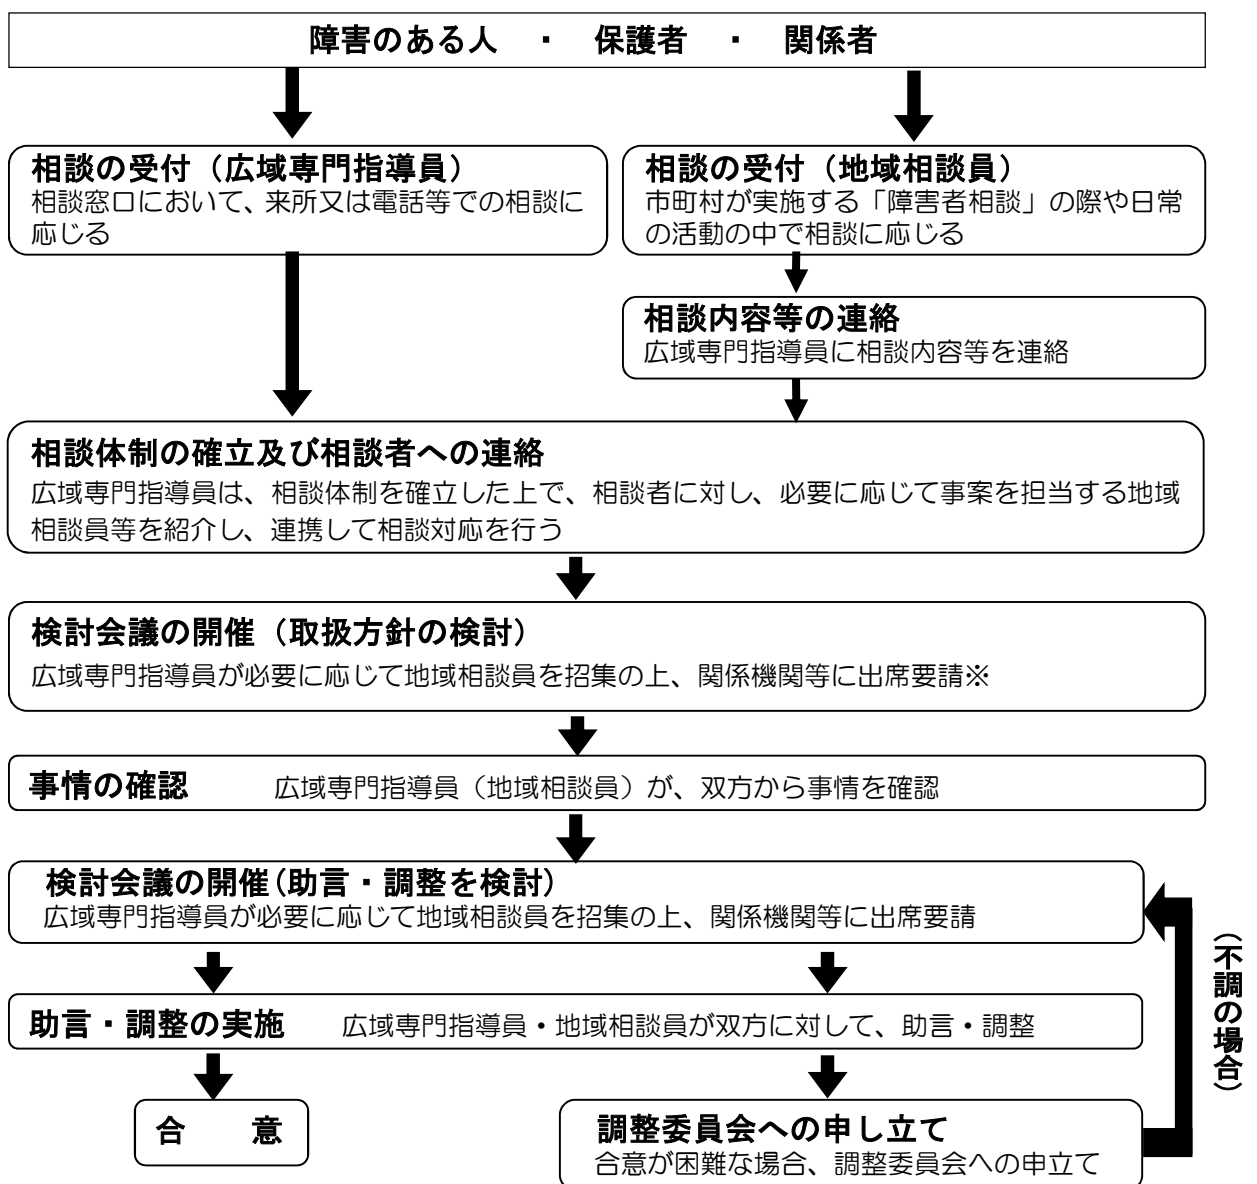 障害のある人 ・ 保護者 ・ 関係者
相談の受付（広域専門指導員）
相談窓口において、来所又は電話等での相談に
応じる
相談の受付（地域相談員）
市町村が実施する「障害者相談」の際や日常
の活動の中で相談に応じる
相談内容等の連絡
広域専門指導員に相談内容等を連絡
相談体制の確立及び相談者への連絡
広域専門指導員は、相談体制を確立した上で、相談者に対し、必要に応じて事案を担当する地域
相談員等を紹介し、連携して相談対応を行う
検討会議の開催（取扱方針の検討）
広域専門指導員が必要に応じて地域相談員を招集の上、関係機関等に出席要請※
事情の確認 広域専門指導員（地域相談員）が、双方から事情を確認
検討会議の開催(助言・調整を検討)
広域専門指導員が必要に応じて地域相談員を招集の上、関係機関等に出席要請
（不調の場合）
助言・調整の実施 広域専門指導員・地域相談員が双方に対して、助言・調整
合 意
調整委員会への申し立て
合意が困難な場合、調整委員会への申立て